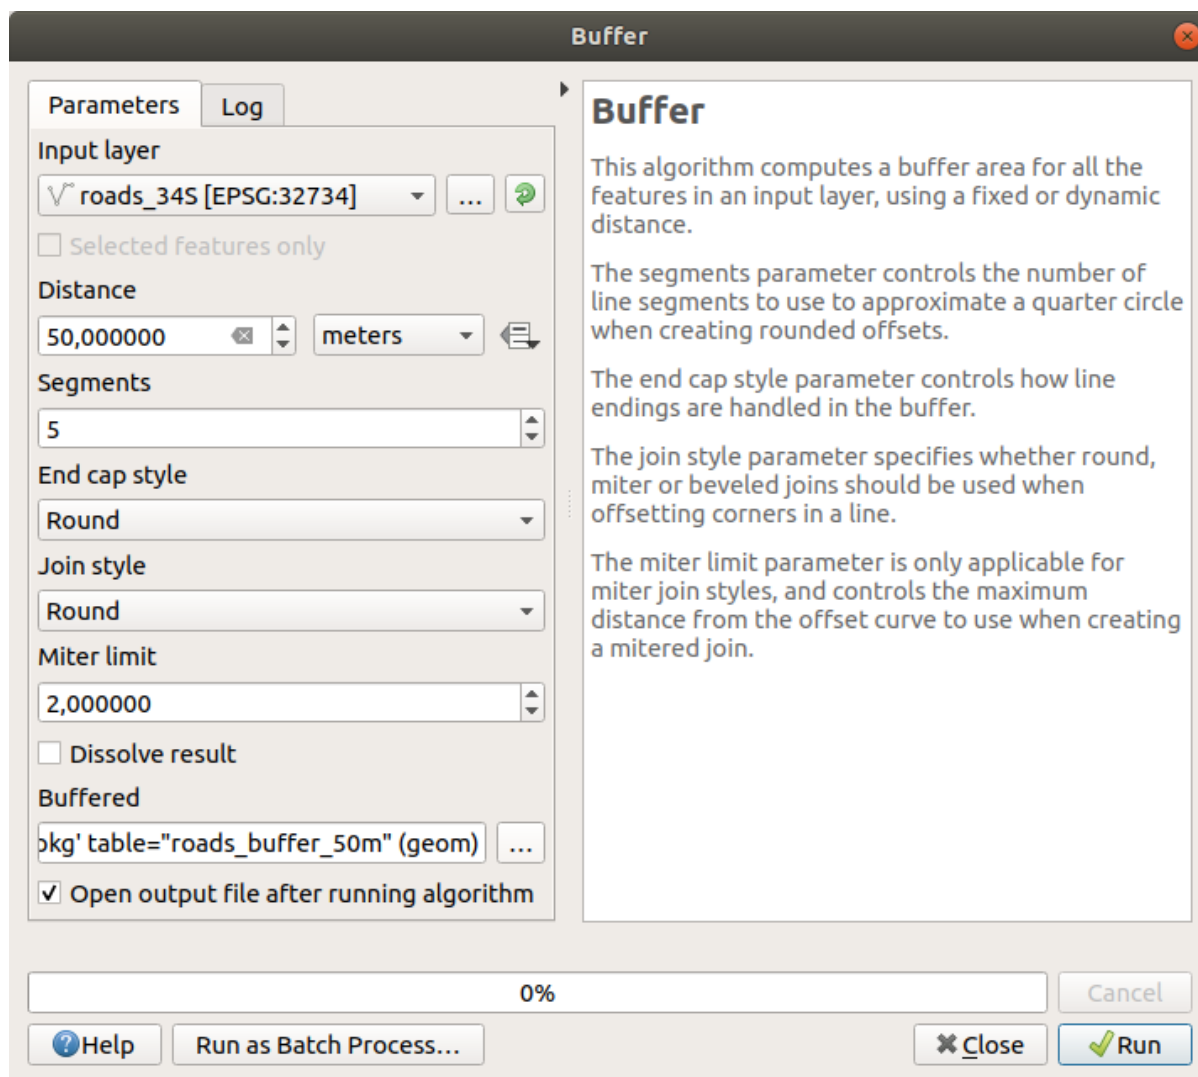 Buffer
Parameters
Log
Input layer
roads_34S [EPSG:32734]
...
Selected features only
Distance
50,000000
meters
Segments
5
End cap style
Round
Join style
Round
Miter limit
2,000000
Dissolve result
Buffered
okg' table="roads_buffer_50m" (geom)
...
Open output file after running algorithm
Buffer
This algorithm computes a buffer area for all the
features in an input layer, using a fixed or dynamic
distance.
The segments parameter controls the number of
line segments to use to approximate a quarter circle
when creating rounded offsets.
The end cap style parameter controls how line
endings are handled in the buffer.
The join style parameter specifies whether round,
miter or beveled joins should be used when
offsetting corners in a line.
The miter limit parameter is only applicable for
miter join styles, and controls the maximum
distance from the offset curve to use when creating
a mitered join.
0%
Cancel
Help
Run as Batch Process...
Close
Run